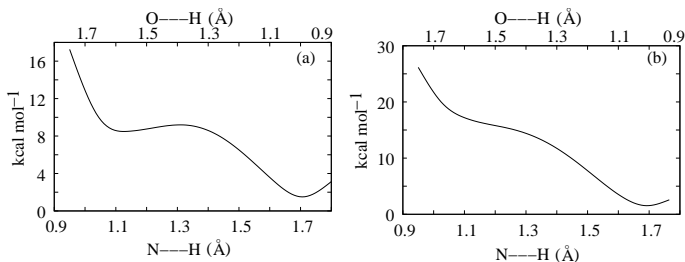 O---H (Å)
1.7 1.5 1.3 1.1 0.9
(a)
kcal mol⁻¹
16
12
8
4
0
0.9 1.1 1.3 1.5 1.7
N---H (Å)
O---H (Å)
1.7 1.5 1.3 1.1 0.9
(b)
kcal mol⁻¹
30
20
10
0
0.9 1.1 1.3 1.5 1.7
N---H (Å)